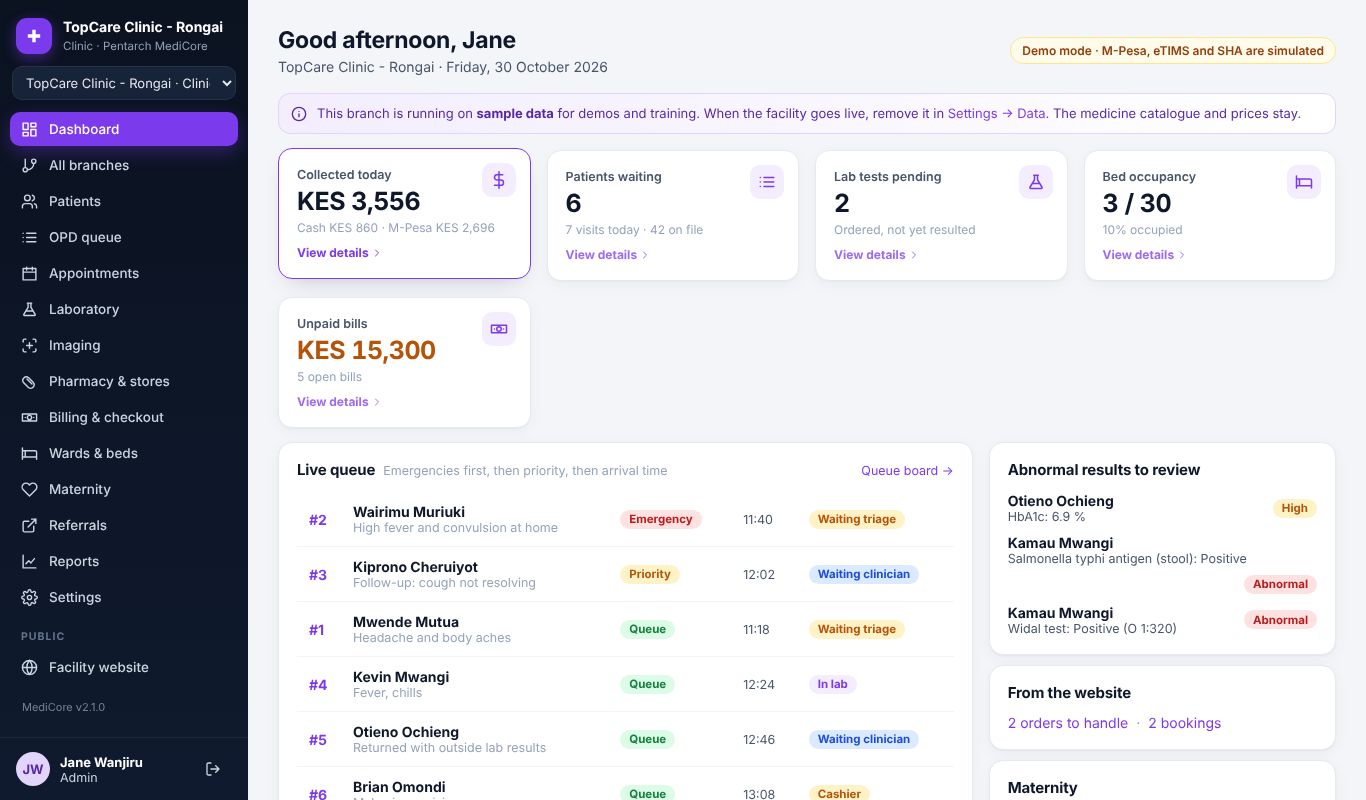 TopCare Clinic - Rongai
Clinic · Pentarch MediCore
TopCare Clinic - Rongai · Clini
Dashboard
All branches
Patients
OPD queue
Appointments
Laboratory
Imaging
Pharmacy & stores
Billing & checkout
Wards & beds
Maternity
Referrals
Reports
Settings
PUBLIC
Facility website
MediCore v2.1.0
JW
Jane Wanjiru
Admin
Good afternoon, Jane
TopCare Clinic - Rongai · Friday, 30 October 2026
Demo mode · M-Pesa, eTIMS and SHA are simulated
This branch is running on sample data for demos and training. When the facility goes live, remove it in Settings → Data. The medicine catalogue and prices stay.
Collected today
KES 3,556
Cash KES 860 · M-Pesa KES 2,696
View details ›
Patients waiting
6
7 visits today · 42 on file
View details ›
Lab tests pending
2
Ordered, not yet resulted
View details ›
Bed occupancy
3 / 30
10% occupied
View details ›
Unpaid bills
KES 15,300
5 open bills
View details ›
Live queue Emergencies first, then priority, then arrival time Queue board →
#2 Wairimu Muriuki Emergency 11:40 Waiting triage
High fever and convulsion at home
#3 Kiprono Cheruiyot Priority 12:02 Waiting clinician
Follow-up: cough not resolving
#1 Mwende Mutua Queue 11:18 Waiting triage
Headache and body aches
#4 Kevin Mwangi Queue 12:24 In lab
Fever, chills
#5 Otieno Ochieng Queue 12:46 Waiting clinician
Returned with outside lab results
#6 Brian Omondi Queue 13:08 Cashier
Abnormal results to review
Otieno Ochieng
HbA1c: 6.9 %
High
Kamau Mwangi
Salmonella typhi antigen (stool): Positive
Abnormal
Kamau Mwangi
Widal test: Positive (O 1:320)
Abnormal
From the website
2 orders to handle · 2 bookings
Maternity